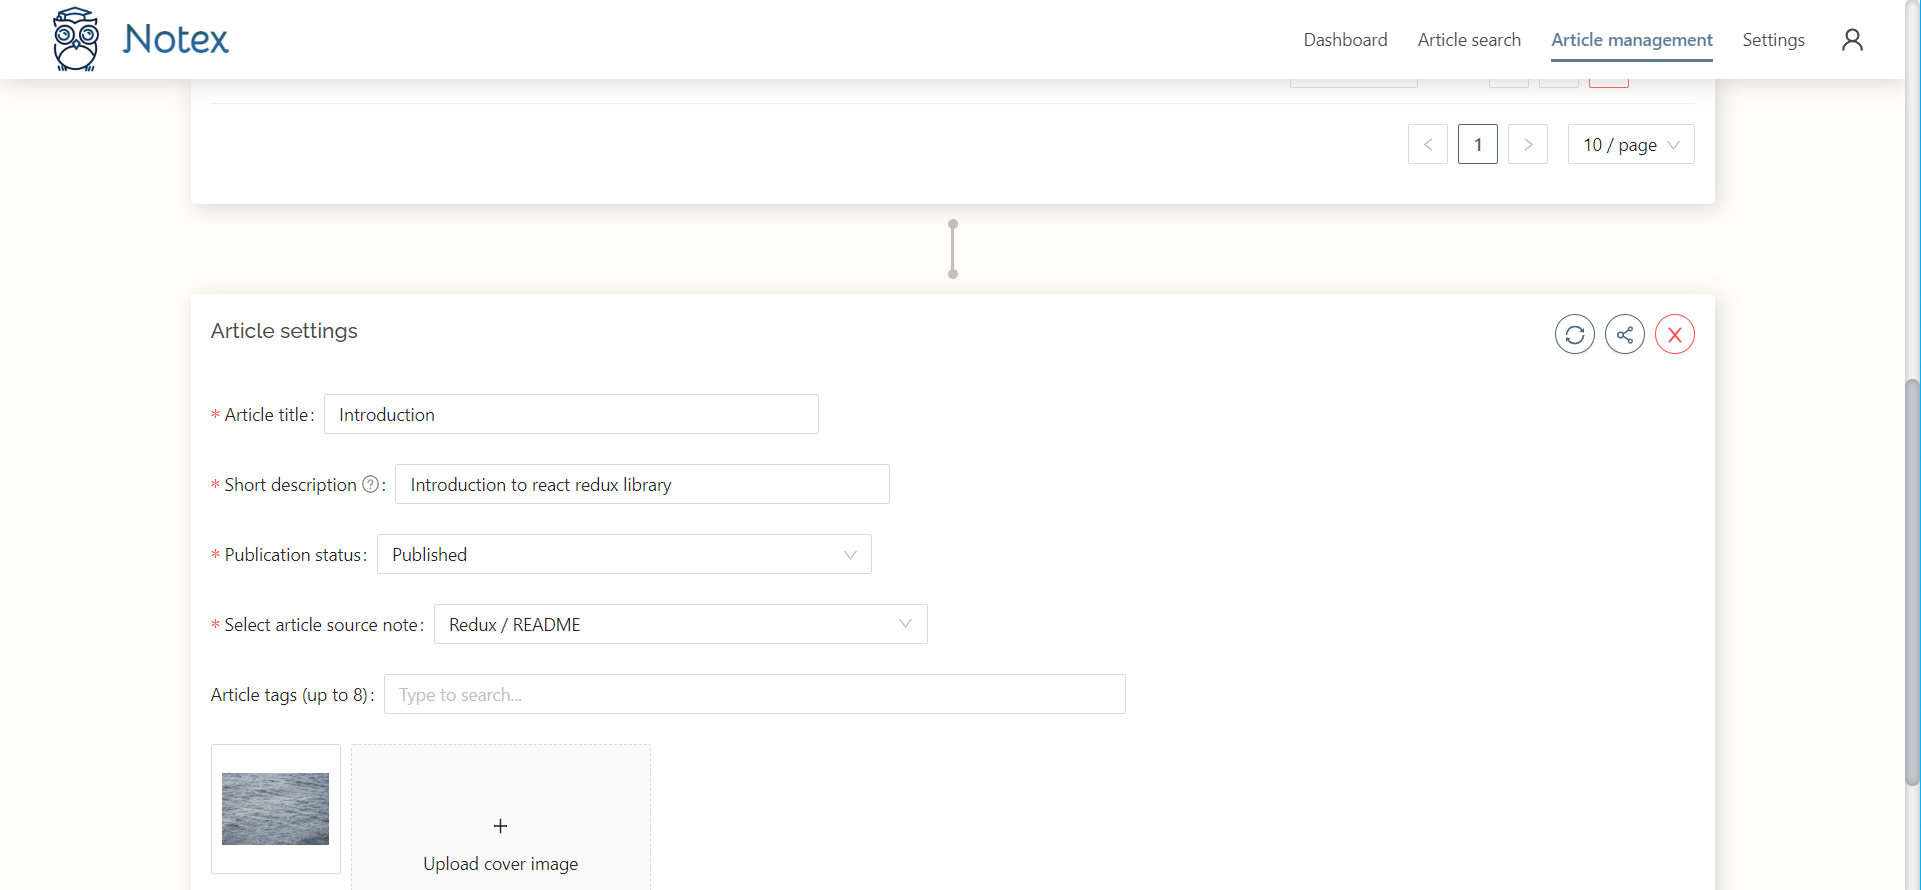 Notex
Dashboard Article search Article management Settings
1 10 / page
Article settings
* Article title: Introduction
* Short description : Introduction to react redux library
* Publication status: Published
* Select article source note: Redux / README
Article tags (up to 8): Type to search...
Upload cover image